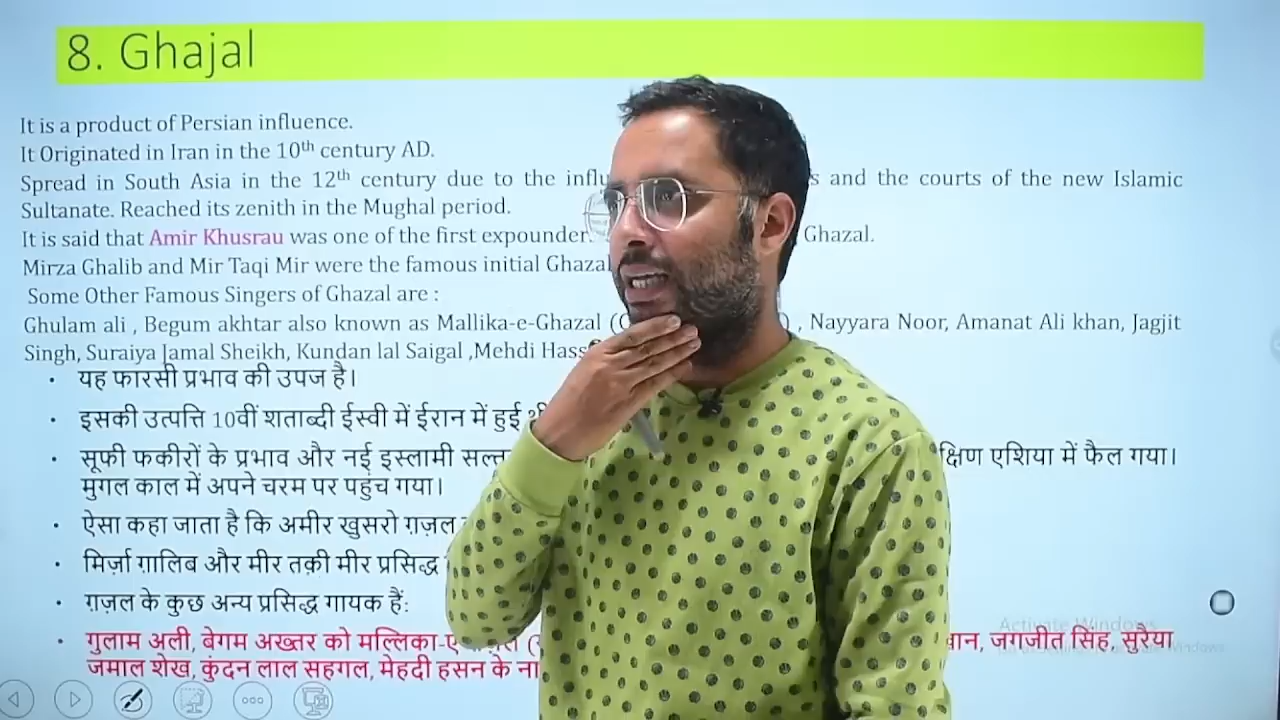 8. Ghajal
It is a product of Persian influence.
It Originated in Iran in the 10th century AD.
Spread in South Asia in the 12th century due to the and the courts of the new Islamic
Sultanate. Reached its zenith in the Mughal period.
It is said that Amir Khusrau was one of the first expounder. Ghazal.
Mirza Ghalib and Mir Taqi Mir were the famous initial
Some Other Famous Singers of Ghazal are :
Ghulam ali , Begum akhtar also known as Mallika-e-Ghazal ( ) , Nayyara Noor, Amanat Ali khan, Jagjit
Singh, Suraiya Jamal Sheikh, Kundan lal Saigal ,Mehdi
• यह फारसी प्रभाव की उपज है।
• इसकी उत्पत्ति 10वीं शताब्दी ईस्वी में ईरान में हुई
• सूफी फकीरों के प्रभाव और नई इस्लामी एशिया में फैल गया।
मुगल काल में अपने चरम पर पहुंच गया।
• ऐसा कहा जाता है कि अमीर खुसरो ग़ज़ल
• मिर्ज़ा ग़ालिब और मीर तक़ी मीर प्रसिद्ध
• ग़ज़ल के कुछ अन्य प्रसिद्ध गायक हैं:
• गुलाम अली, बेगम अख्तर को जगजीत सिंह, सुरैया
जमाल शेख, कुंदन लाल सहगल, मेहदी हसन के
Activate Windows